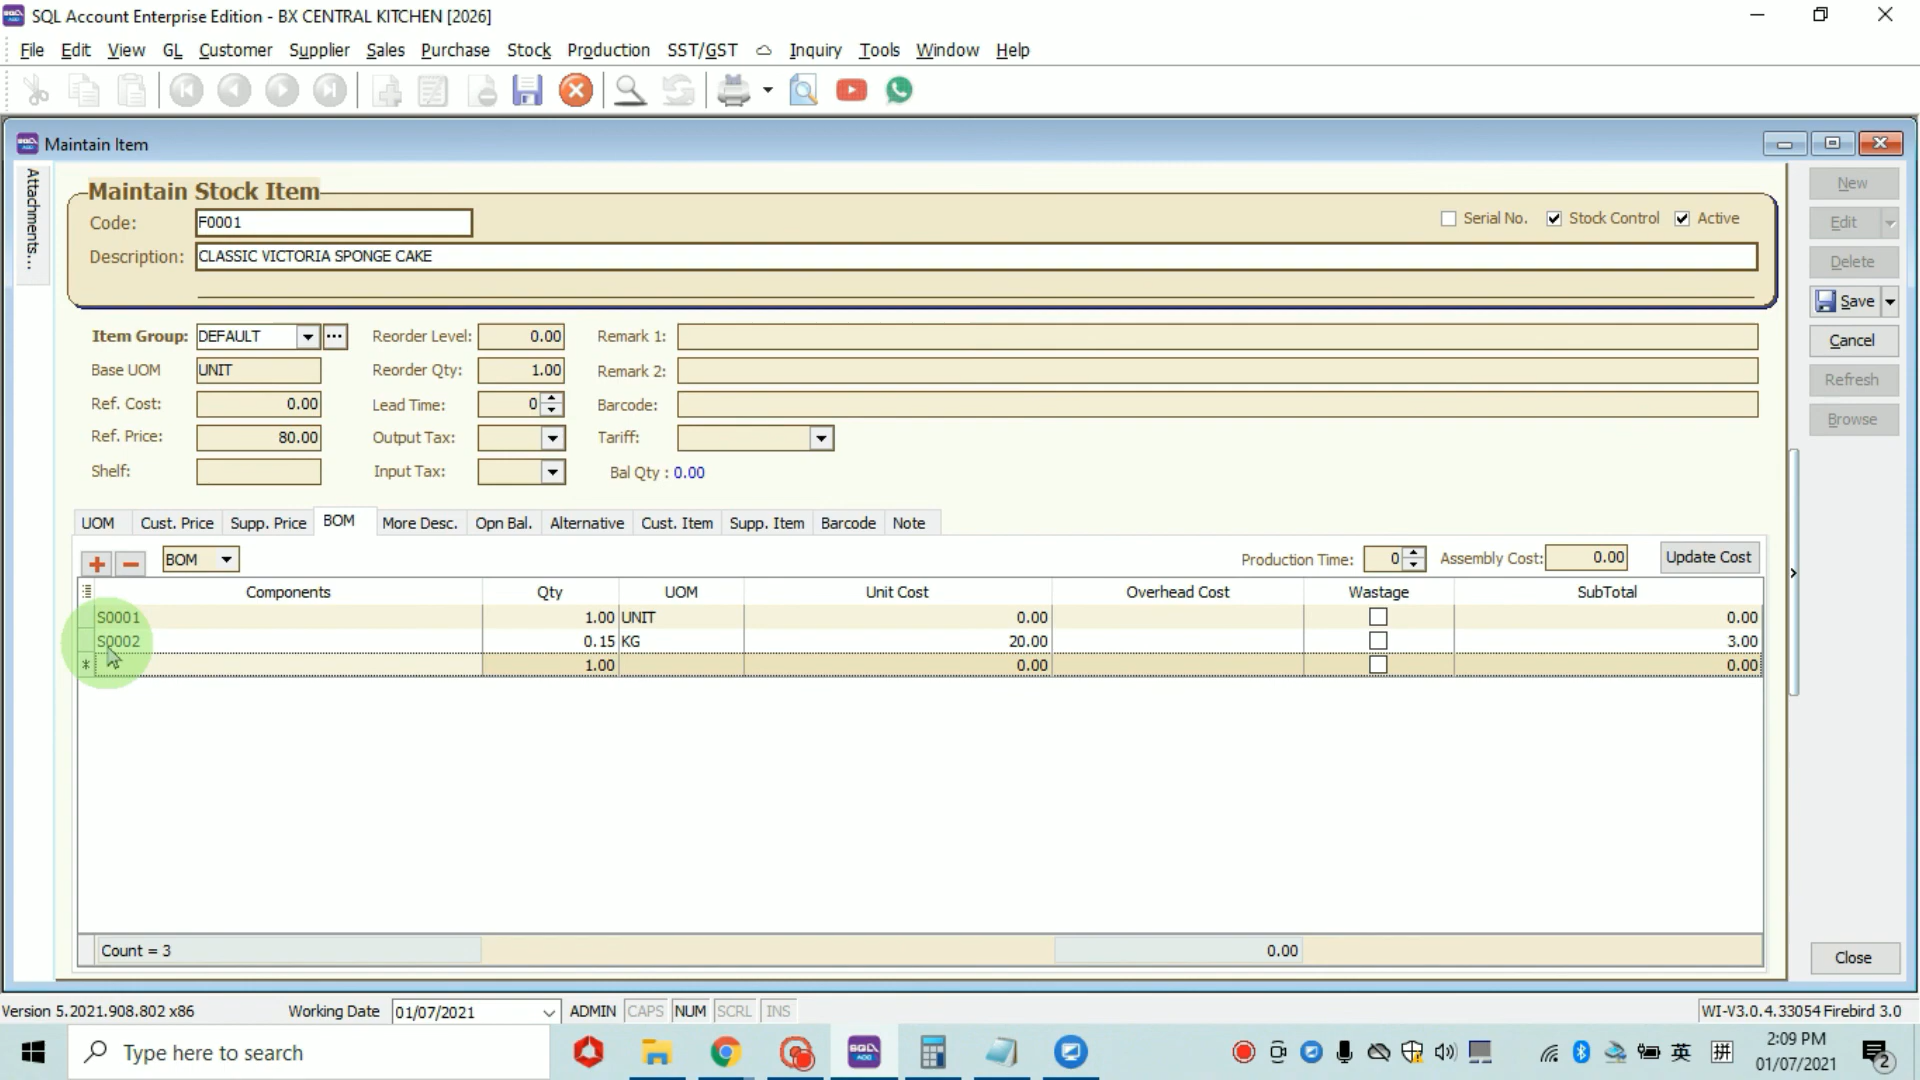 SQL Account Enterprise Edition - BX CENTRAL KITCHEN [2026]
File Edit View GL Customer Supplier Sales Purchase Stock Production SST/GST Inquiry Tools Window Help
Maintain Item
Attachments...
Maintain Stock Item
Code: F0001
Serial No. Stock Control Active
Description: CLASSIC VICTORIA SPONGE CAKE
Item Group: DEFAULT Reorder Level: 0.00 Remark 1:
Base UOM UNIT Reorder Qty: 1.00 Remark 2:
Ref. Cost: 0.00 Lead Time: 0 Barcode:
Ref. Price: 80.00 Output Tax: Tariff:
Shelf: Input Tax: Bal Qty : 0.00
New
Edit
Delete
Save
Cancel
Refresh
Browse
UOM Cust. Price Supp. Price BOM More Desc. Opn Bal. Alternative Cust. Item Supp. Item Barcode Note
BOM Production Time: 0 Assembly Cost: 0.00 Update Cost
Components Qty UOM Unit Cost Overhead Cost Wastage SubTotal
S0001 1.00 UNIT 0.00 0.00
S0002 0.15 KG 20.00 3.00
* 1.00 0.00 0.00
Count = 3 0.00
Close
Version 5.2021.908.802 x86 Working Date 01/07/2021 ADMIN CAPS NUM SCRL INS WI-V3.0.4.33054 Firebird 3.0
Type here to search
英 拼
2:09 PM
01/07/2021
2